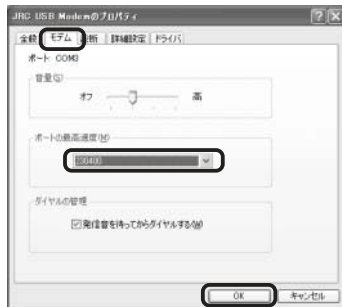 JRC USB Modemのプロパティ
全般 モデム 診断 詳細設定 ドライバ
ポート: COM3
音量(S)
オフ 高
ポートの最高速度(M)
230400
ダイヤルの管理
発信音を待ってからダイヤルする(W)
OK キャンセル